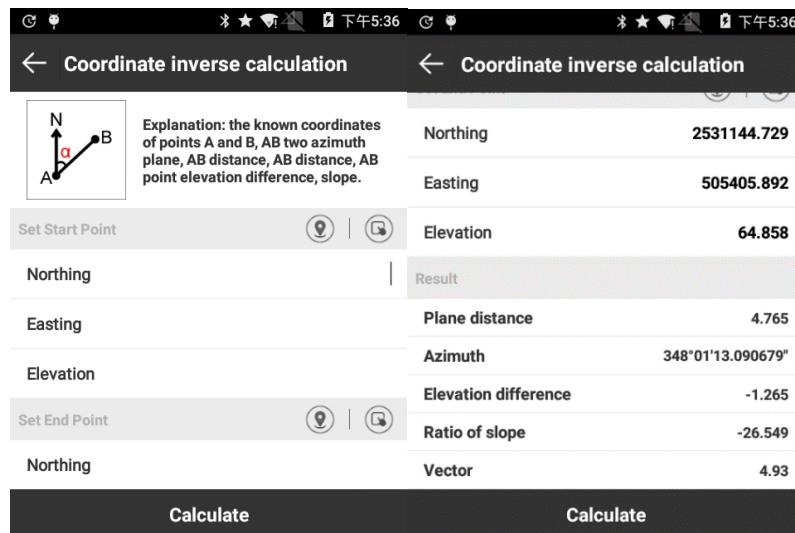 下午5:36
Coordinate inverse calculation
N
B
α
A
Explanation: the known coordinates
of points A and B, AB two azimuth
plane, AB distance, AB distance, AB
point elevation difference, slope.
Set Start Point
Northing
Easting
Elevation
Set End Point
Northing
Calculate
下午5:36
Coordinate inverse calculation
Northing 2531144.729
Easting 505405.892
Elevation 64.858
Result
Plane distance 4.765
Azimuth 348°01'13.090679"
Elevation difference -1.265
Ratio of slope -26.549
Vector 4.93
Calculate